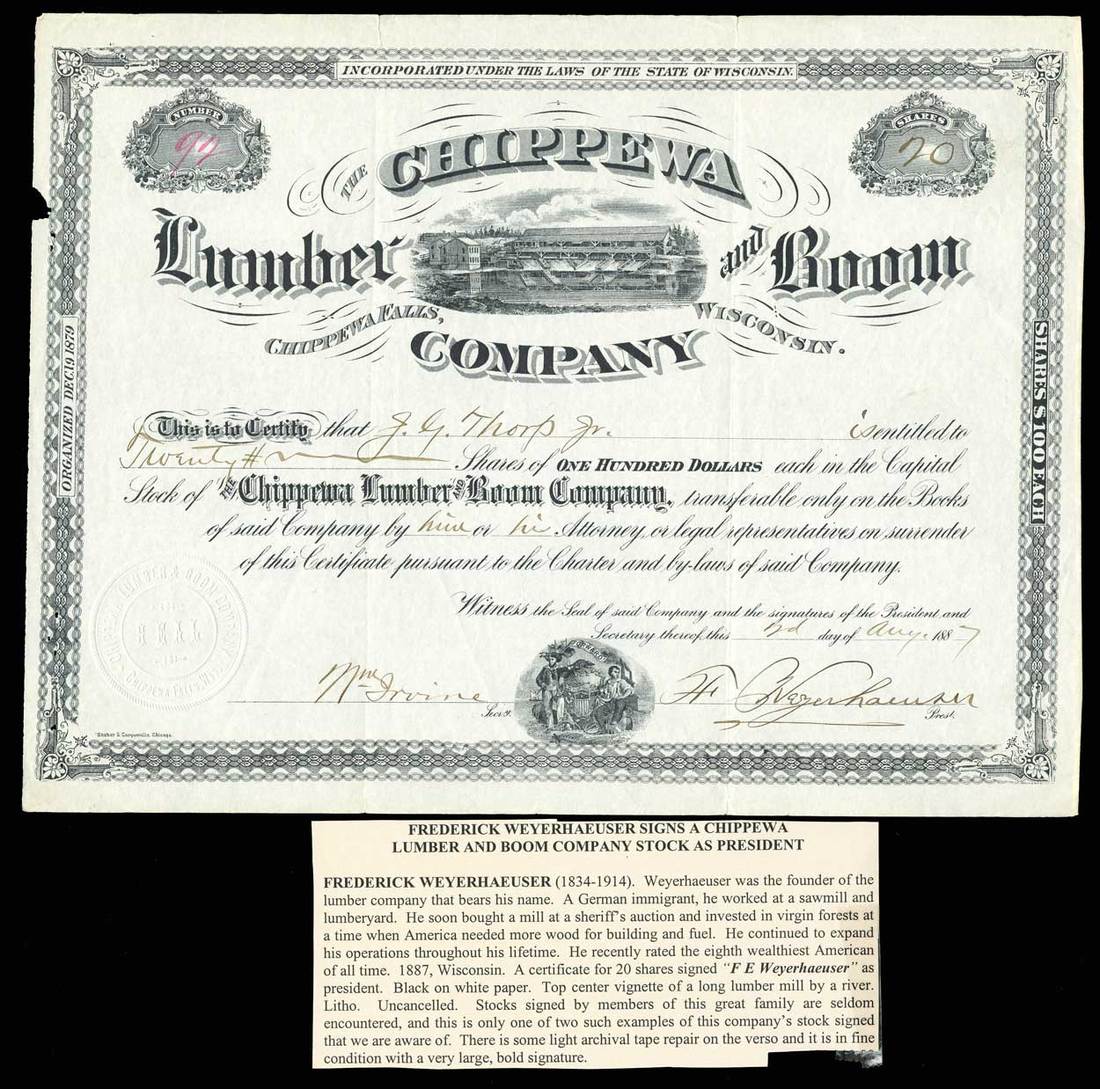 INCORPORATED UNDER THE LAWS OF THE STATE OF WISCONSIN.
NUMBER
SHARES
20
THE CHIPPEWA
Lumber and Boom
CHIPPEWA FALLS, WISCONSIN.
COMPANY
ORGANIZED DEC. 19, 1879
SHARES $100 EACH
This is to Certify that J. G. Thorp Jr. is entitled to
Twenty Shares of ONE HUNDRED DOLLARS each in the Capital
Stock of THE Chippewa Lumber AND Boom Company, transferable only on the Books
of said Company by him or his Attorney, or legal representatives on surrender
of this Certificate pursuant to the Charter and by-laws of said Company.
Witness the Seal of said Company and the signatures of the President and
Secretary thereof, this 2d day of Aug. 1887
CHIPPEWA LUMBER & BOOM COMPANY
SEAL
CHIPPEWA FALLS, WIS.
Wm Irvine Secy.
F Weyerhaeuser Prest.
Shober & Carqueville, Chicago.
FREDERICK WEYERHAEUSER SIGNS A CHIPPEWA
LUMBER AND BOOM COMPANY STOCK AS PRESIDENT
FREDERICK WEYERHAEUSER (1834-1914). Weyerhaeuser was the founder of the
lumber company that bears his name. A German immigrant, he worked at a sawmill and
lumberyard. He soon bought a mill at a sheriff's auction and invested in virgin forests at
a time when America needed more wood for building and fuel. He continued to expand
his operations throughout his lifetime. He recently rated the eighth wealthiest American
of all time. 1887, Wisconsin. A certificate for 20 shares signed "F E Weyerhaeuser" as
president. Black on white paper. Top center vignette of a long lumber mill by a river.
Litho. Uncancelled. Stocks signed by members of this great family are seldom
encountered, and this is only one of two such examples of this company's stock signed
that we are aware of. There is some light archival tape repair on the verso and it is in fine
condition with a very large, bold signature.